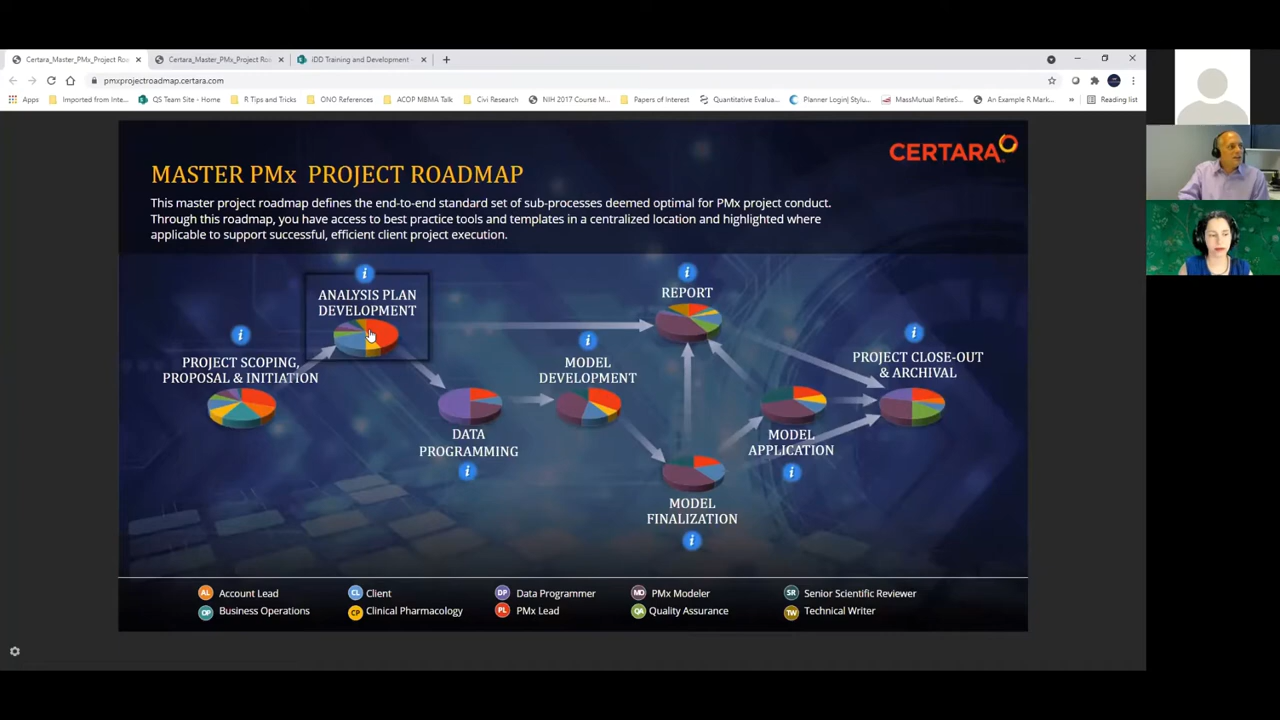 Certara_Master_PMx_Project Ro
Certara_Master_PMx_Project Ro
iDD Training and Development -
pmxprojectroadmap.certara.com
Apps
Imported from Inte...
QS Team Site - Home
R Tips and Tricks
ONO References
ACOP MBMA Talk
Civi Research
NIH 2017 Course M...
Papers of Interest
Quantitative Evalua...
Planner Login| Stylu...
MassMutual RetireS...
An Example R Mark...
»
Reading list
CERTARA
MASTER PMx PROJECT ROADMAP
This master project roadmap defines the end-to-end standard set of sub-processes deemed optimal for PMx project conduct.
Through this roadmap, you have access to best practice tools and templates in a centralized location and highlighted where
applicable to support successful, efficient client project execution.
i
ANALYSIS PLAN
DEVELOPMENT
i
REPORT
i
PROJECT SCOPING,
PROPOSAL & INITIATION
i
MODEL
DEVELOPMENT
i
PROJECT CLOSE-OUT
& ARCHIVAL
DATA
PROGRAMMING
i
MODEL
APPLICATION
i
MODEL
FINALIZATION
i
AL Account Lead
CL Client
DP Data Programmer
MO PMx Modeler
SR Senior Scientific Reviewer
OP Business Operations
CP Clinical Pharmacology
PL PMx Lead
QA Quality Assurance
TW Technical Writer